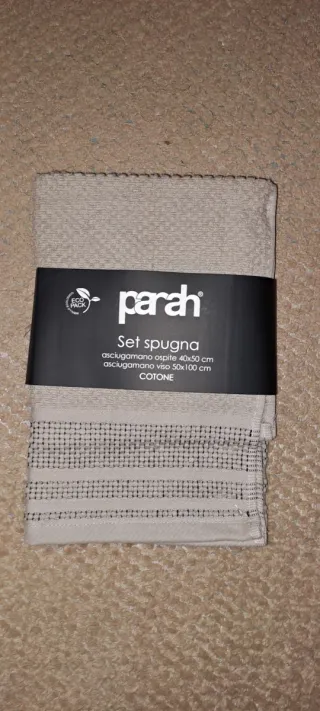 parah®
ECO
PACK
Set spugna
asciugamano ospite 40x50 cm
asciugamano viso 50x100 cm
COTONE